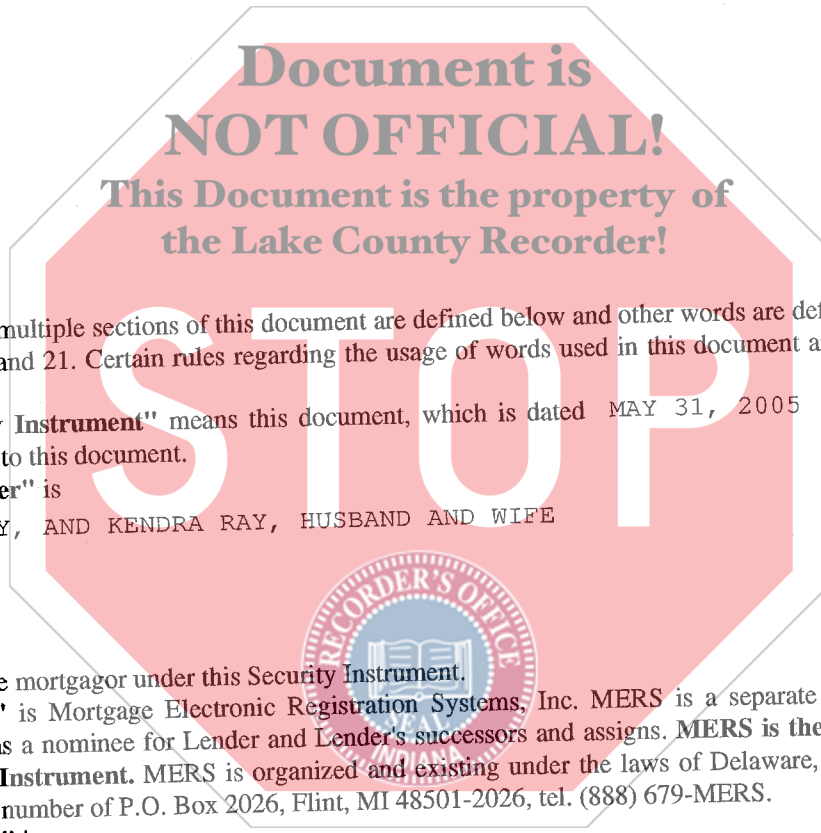 Document is
NOT OFFICIAL!
This Document is the property of
the Lake County Recorder!
STOP
multiple sections of this document are defined below and other words are def
and 21. Certain rules regarding the usage of words used in this document a
Instrument" means this document, which is dated MAY 31, 2005
to this document.
er" is
Y, AND KENDRA RAY, HUSBAND AND WIFE
RECORDER'S OFFICE
SEAL
INDIANA
e mortgagor under this Security Instrument.
" is Mortgage Electronic Registration Systems, Inc. MERS is a separate
as a nominee for Lender and Lender's successors and assigns. MERS is the
Instrument. MERS is organized and existing under the laws of Delaware,
number of P.O. Box 2026, Flint, MI 48501-2026, tel. (888) 679-MERS.